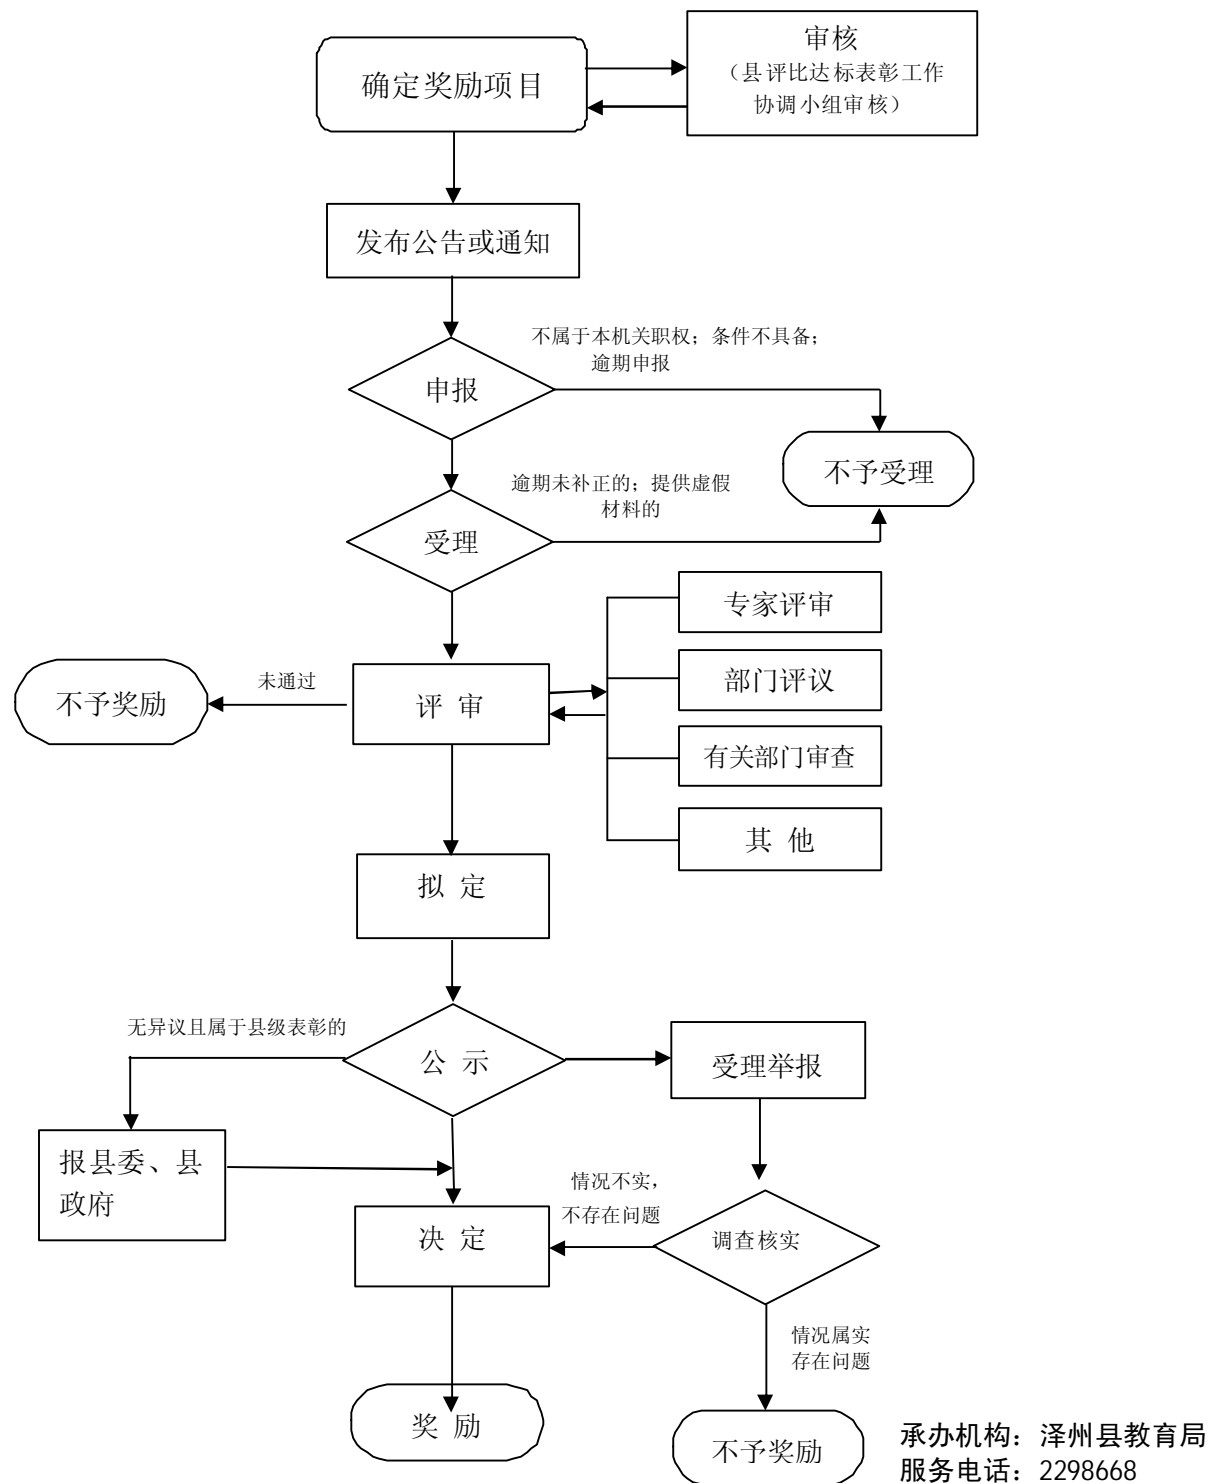 审核
（县评比达标表彰工作
协调小组审核）
确定奖励项目
发布公告或通知
不属于本机关职权；条件不具备；
逾期申报
申报
不予受理
逾期未补正的；提供虚假
材料的
受理
专家评审
部门评议
未通过
不予奖励
评 审
有关部门审查
其 他
拟 定
无异议且属于县级表彰的
公 示
受理举报
报县委、县
政府
情况不实，
不存在问题
决 定
调查核实
情况属实
存在问题
奖 励
不予奖励
承办机构：泽州县教育局
服务电话：2298668